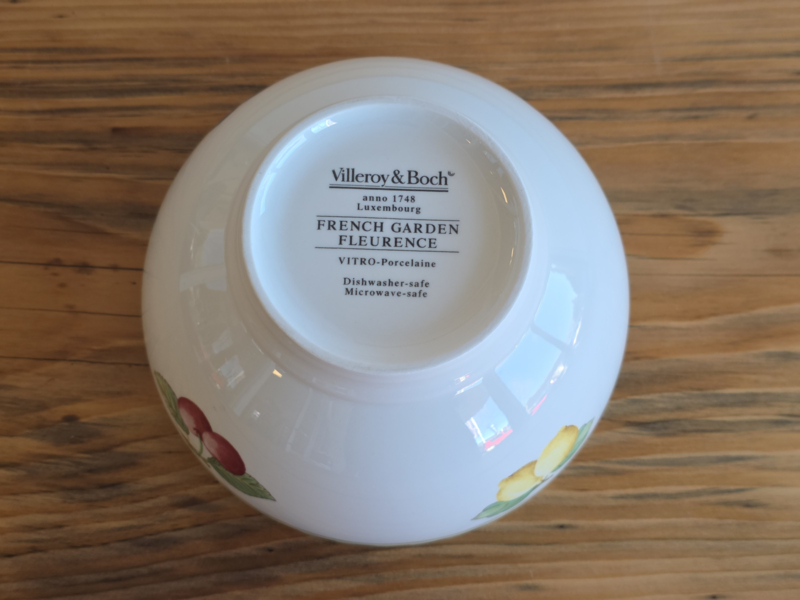 Villeroy & Boch
anno 1748
Luxembourg
FRENCH GARDEN
FLEURENCE
VITRO-Porcelaine
Dishwasher-safe
Microwave-safe